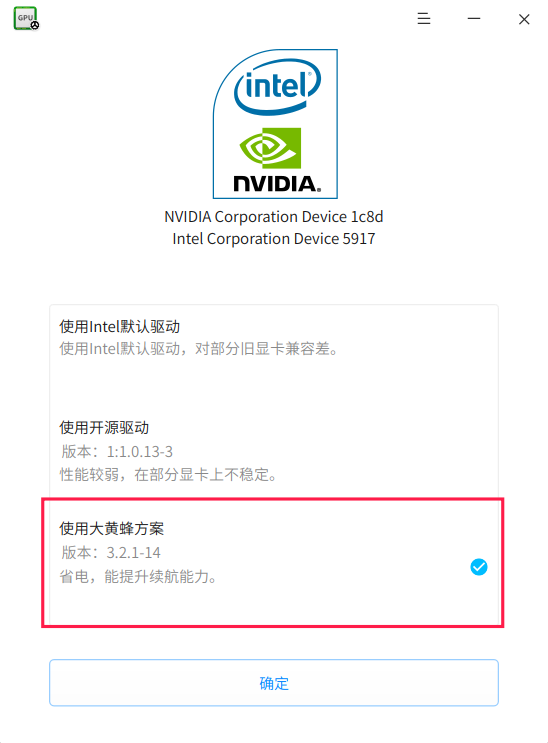 GPU
intel
NVIDIA.
NVIDIA Corporation Device 1c8d
Intel Corporation Device 5917
使用Intel默认驱动
使用Intel默认驱动，对部分旧显卡兼容差。
使用开源驱动
版本：1:1.0.13-3
性能较弱，在部分显卡上不稳定。
使用大黄蜂方案
版本：3.2.1-14
省电，能提升续航能力。
确定